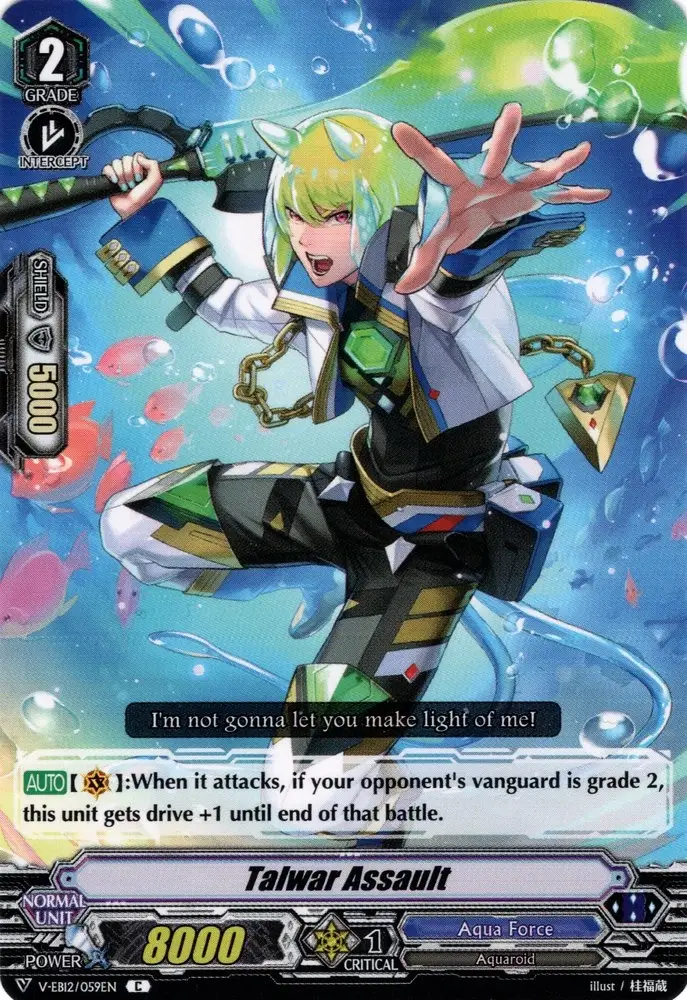 2
GRADE
INTERCEPT
SHIELD
5000
I'm not gonna let you make light of me!
AUTO【 】:When it attacks, if your opponent's vanguard is grade 2,
this unit gets drive +1 until end of that battle.
Talwar Assault
NORMAL
UNIT
POWER
8000
1
CRITICAL
Aqua Force
Aquaroid
V-EB12/059EN
C
illust / 桂福蔵